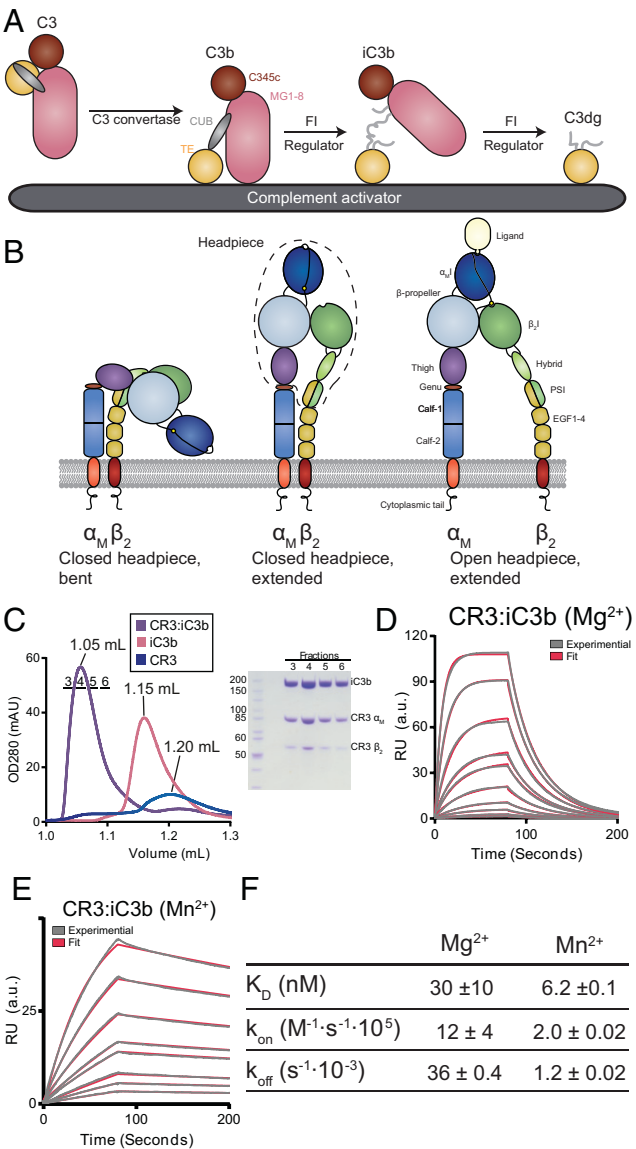 A
C3
C3b
iC3b
C345c
MG1-8
CUB
TE
C3 convertase
FI
Regulator
FI
Regulator
C3dg
Complement activator
B
Headpiece
Ligand
αMI
β-propeller
β2I
Thigh
Hybrid
Genu
PSI
Calf-1
EGF1-4
Calf-2
Cytoplasmic tail
αM β2
Closed headpiece,
bent
αM β2
Closed headpiece,
extended
αM β2
Open headpiece,
extended
C
CR3:iC3b
iC3b
CR3
1.05 mL
1.15 mL
1.20 mL
3 4 5 6
OD280 (mAU)
60
40
20
0
1.0 1.1 1.2 1.3
Volume (mL)
Fractions
3 4 5 6
200
150
100
85
60
50
iC3b
CR3 αM
CR3 β2
D
CR3:iC3b (Mg2+)
Experimential
Fit
RU (a.u.)
120
90
60
30
0
0 100 200
Time (Seconds)
E
CR3:iC3b (Mn2+)
Experimential
Fit
RU (a.u.)
25
0
0 100 200
Time (Seconds)
F
Mg2+ Mn2+
KD (nM) 30 ±10 6.2 ±0.1
kon (M-1·s-1·105) 12 ± 4 2.0 ± 0.02
koff (s-1·10-3) 36 ± 0.4 1.2 ± 0.02